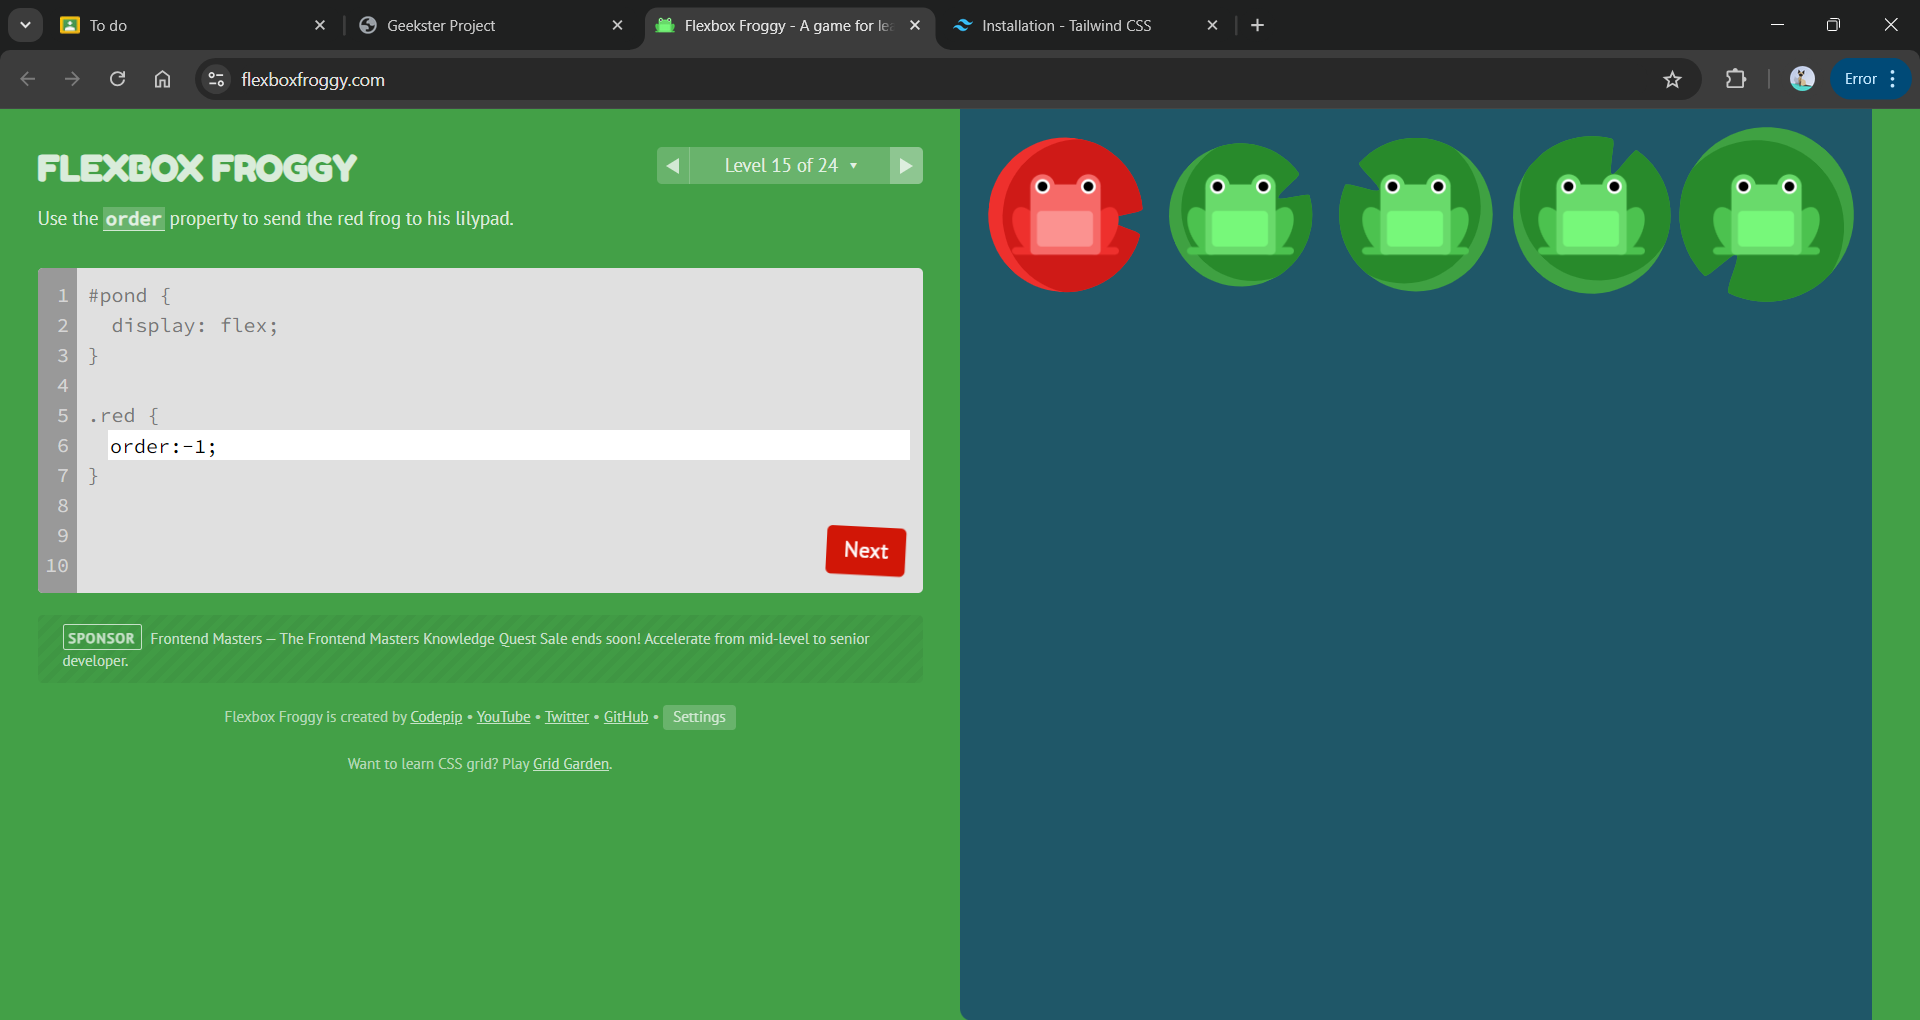 To do
Geekster Project
Flexbox Froggy - A game for le
Installation - Tailwind CSS
flexboxfroggy.com
Error
FLEXBOX FROGGY
Level 15 of 24
Use the order property to send the red frog to his lilypad.
1 #pond {
2 display: flex;
3 }
4
5 .red {
6 order:-1;
7 }
8
9
10
Next
SPONSOR Frontend Masters — The Frontend Masters Knowledge Quest Sale ends soon! Accelerate from mid-level to senior
developer.
Flexbox Froggy is created by Codepip • YouTube • Twitter • GitHub • Settings
Want to learn CSS grid? Play Grid Garden.